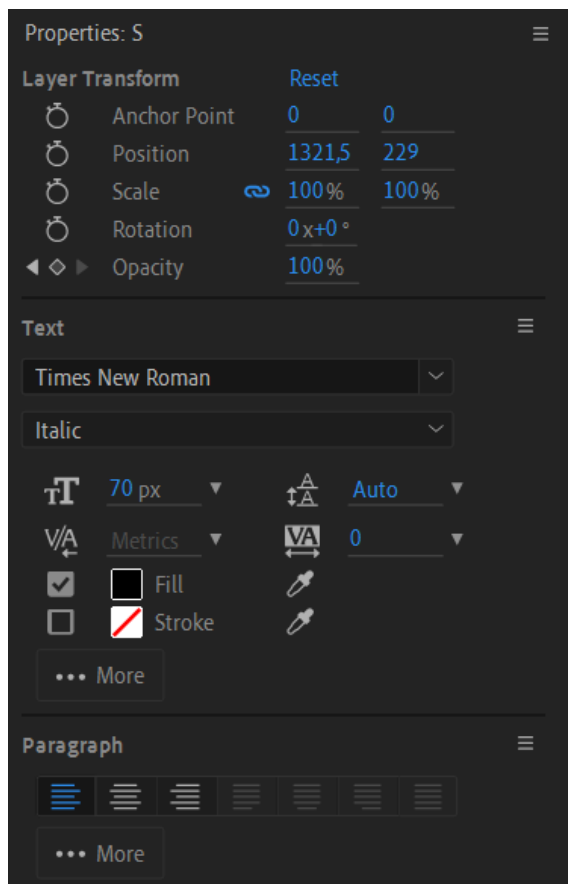 Properties: S
Layer Transform Reset
Anchor Point 0 0
Position 1321,5 229
Scale 100% 100%
Rotation 0x+0°
Opacity 100%
Text
Times New Roman
Italic
70 px Auto
Metrics 0
Fill
Stroke
••• More
Paragraph
••• More